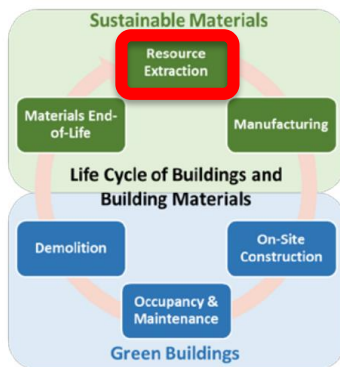 Sustainable Materials
Resource
Extraction
Materials End-
of-Life
Manufacturing
Life Cycle of Buildings and
Building Materials
Demolition
On-Site
Construction
Occupancy &
Maintenance
Green Buildings